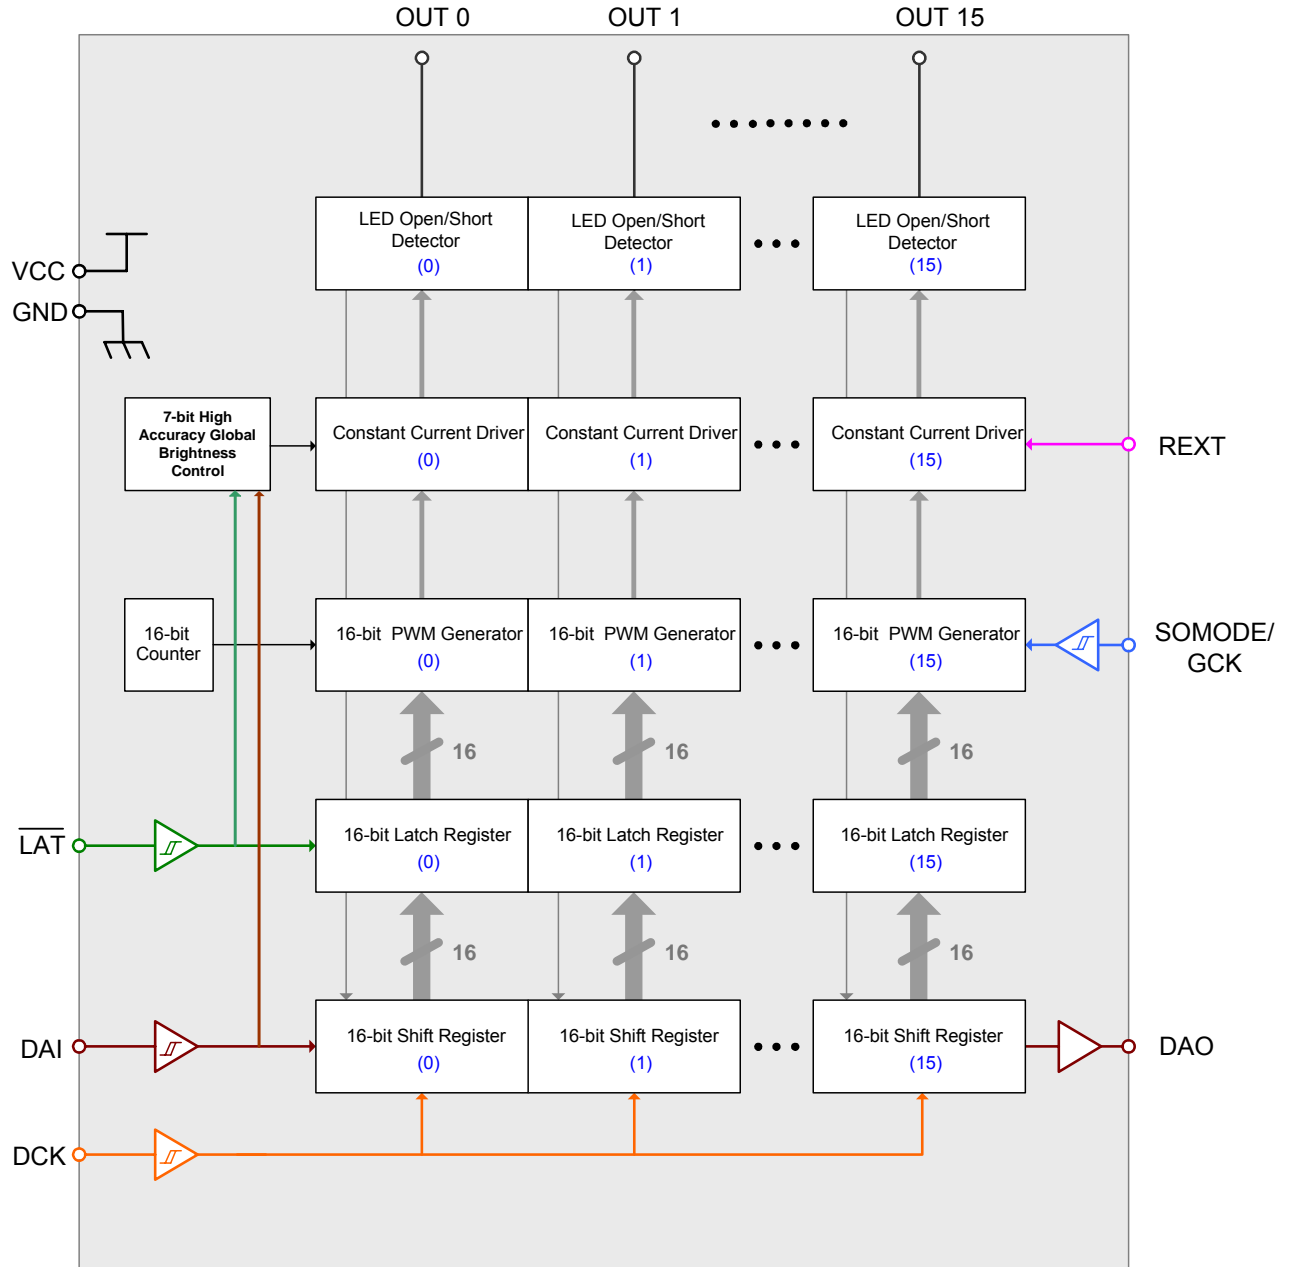 OUT 0
OUT 1
OUT 15
LED Open/Short
Detector
(0)
LED Open/Short
Detector
(1)
LED Open/Short
Detector
(15)
VCC
GND
7-bit High
Accuracy Global
Brightness
Control
Constant Current Driver
(0)
Constant Current Driver
(1)
Constant Current Driver
(15)
REXT
16-bit
Counter
16-bit PWM Generator
(0)
16-bit PWM Generator
(1)
16-bit PWM Generator
(15)
SOMODE/
GCK
16
16
16
LAT
16-bit Latch Register
(0)
16-bit Latch Register
(1)
16-bit Latch Register
(15)
16
16
16
DAI
16-bit Shift Register
(0)
16-bit Shift Register
(1)
16-bit Shift Register
(15)
DAO
DCK